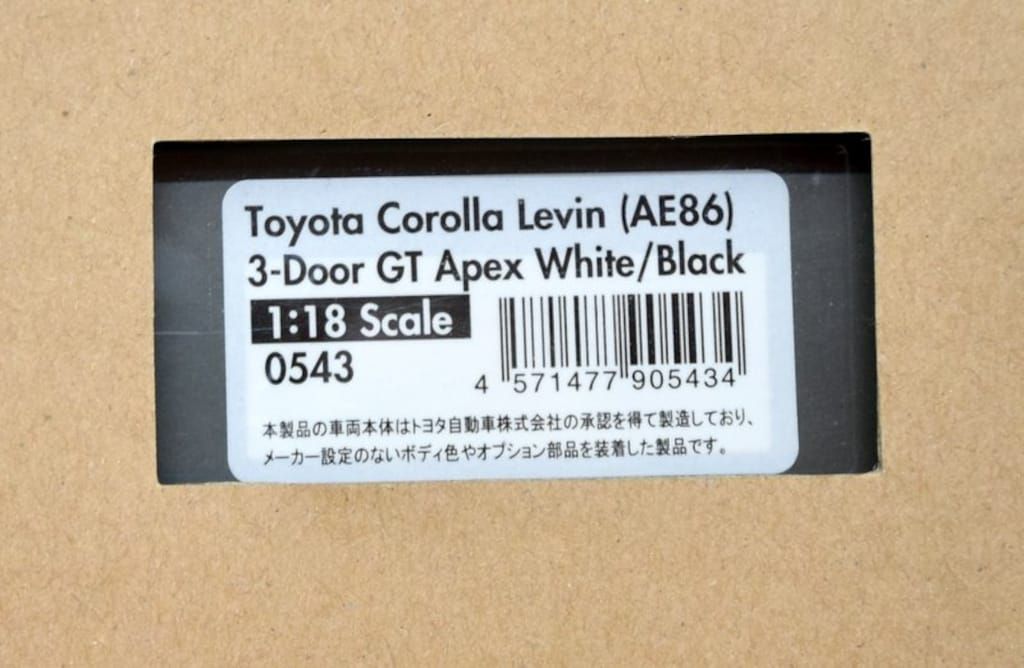 Toyota Corolla Levin (AE86)
3-Door GT Apex White/Black
1:18 Scale
0543
4 571477 905434
本製品の車両本体はトヨタ自動車株式会社の承認を得て製造しており、
メーカー設定のないボディ色やオプション部品を装着した製品です。